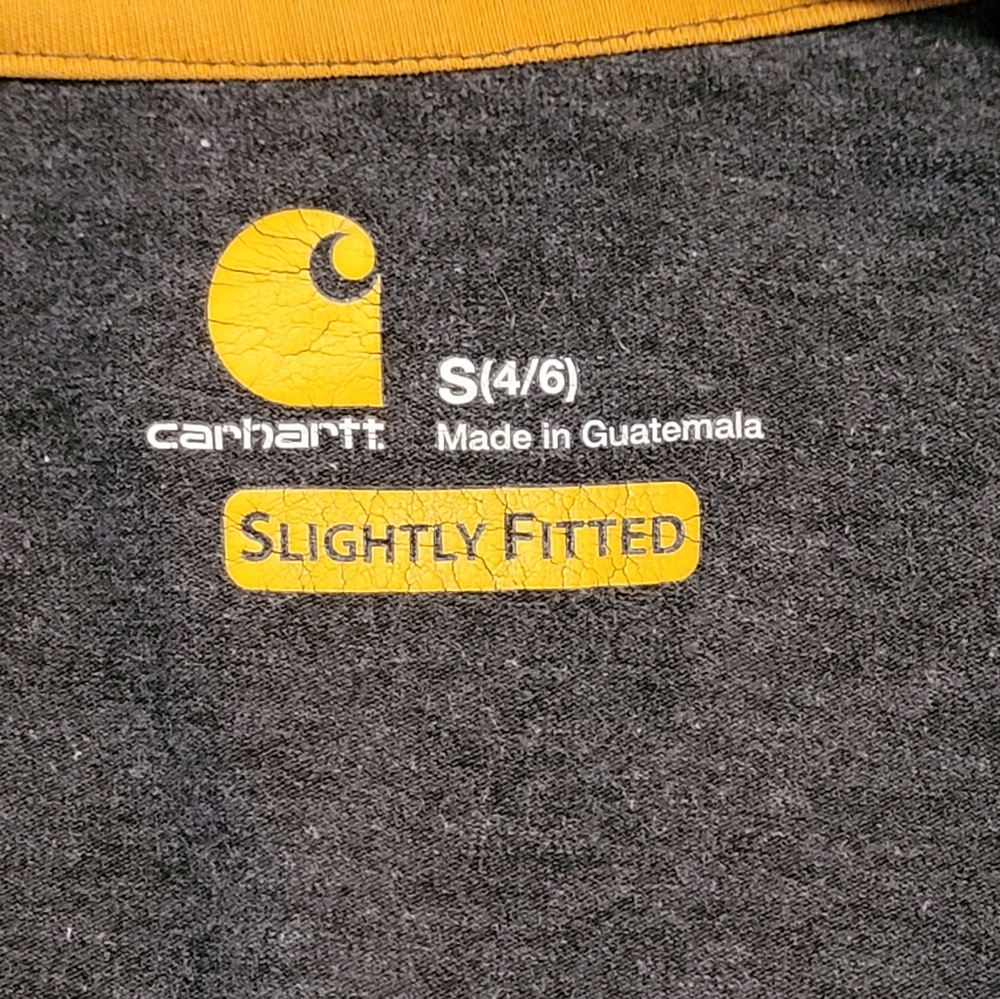 carhartt
S(4/6)
Made in Guatemala
SLIGHTLY FITTED